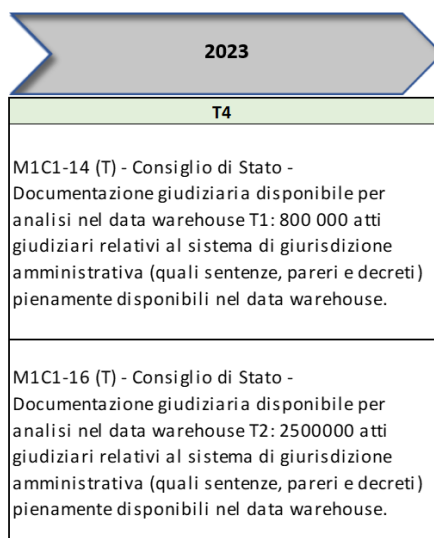 2023
T4
M1C1-14 (T) - Consiglio di Stato -
Documentazione giudiziaria disponibile per
analisi nel data warehouse T1: 800 000 atti
giudiziari relativi al sistema di giurisdizione
amministrativa (quali sentenze, pareri e decreti)
pienamente disponibili nel data warehouse.
M1C1-16 (T) - Consiglio di Stato -
Documentazione giudiziaria disponibile per
analisi nel data warehouse T2: 2500000 atti
giudiziari relativi al sistema di giurisdizione
amministrativa (quali sentenze, pareri e decreti)
pienamente disponibili nel data warehouse.